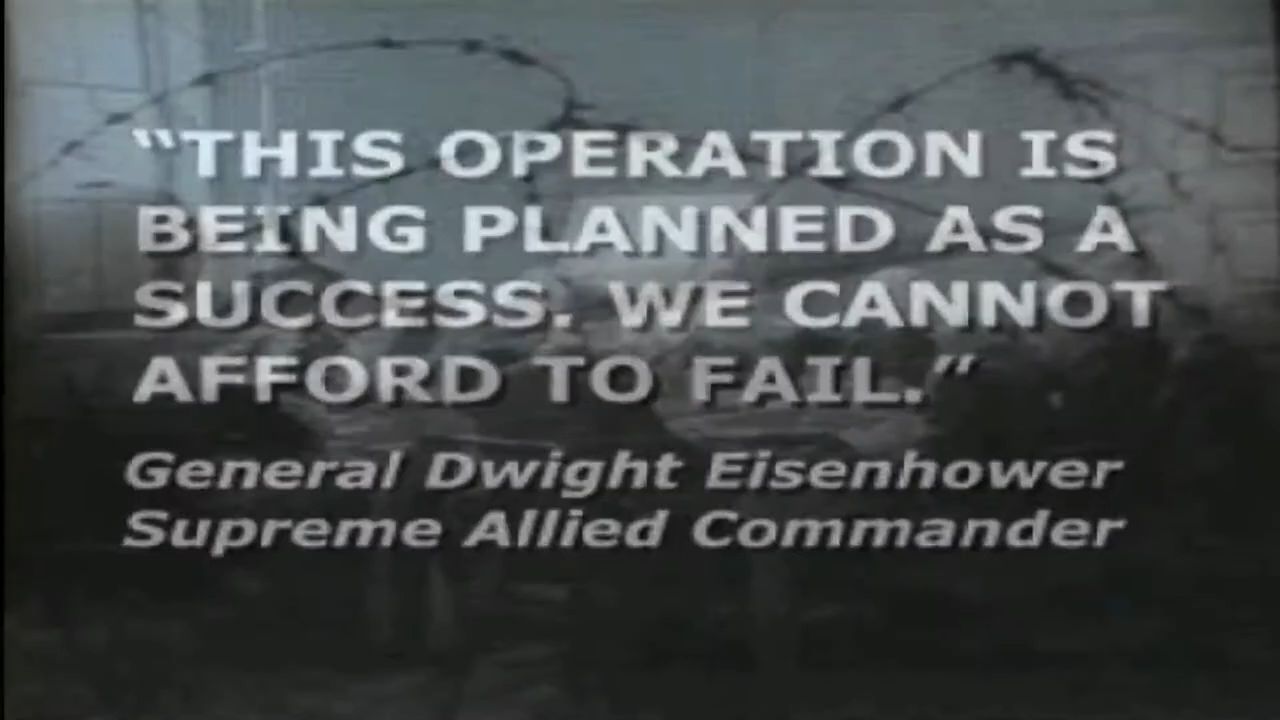 “THIS OPERATION IS
BEING PLANNED AS A
SUCCESS. WE CANNOT
AFFORD TO FAIL.”
General Dwight Eisenhower
Supreme Allied Commander